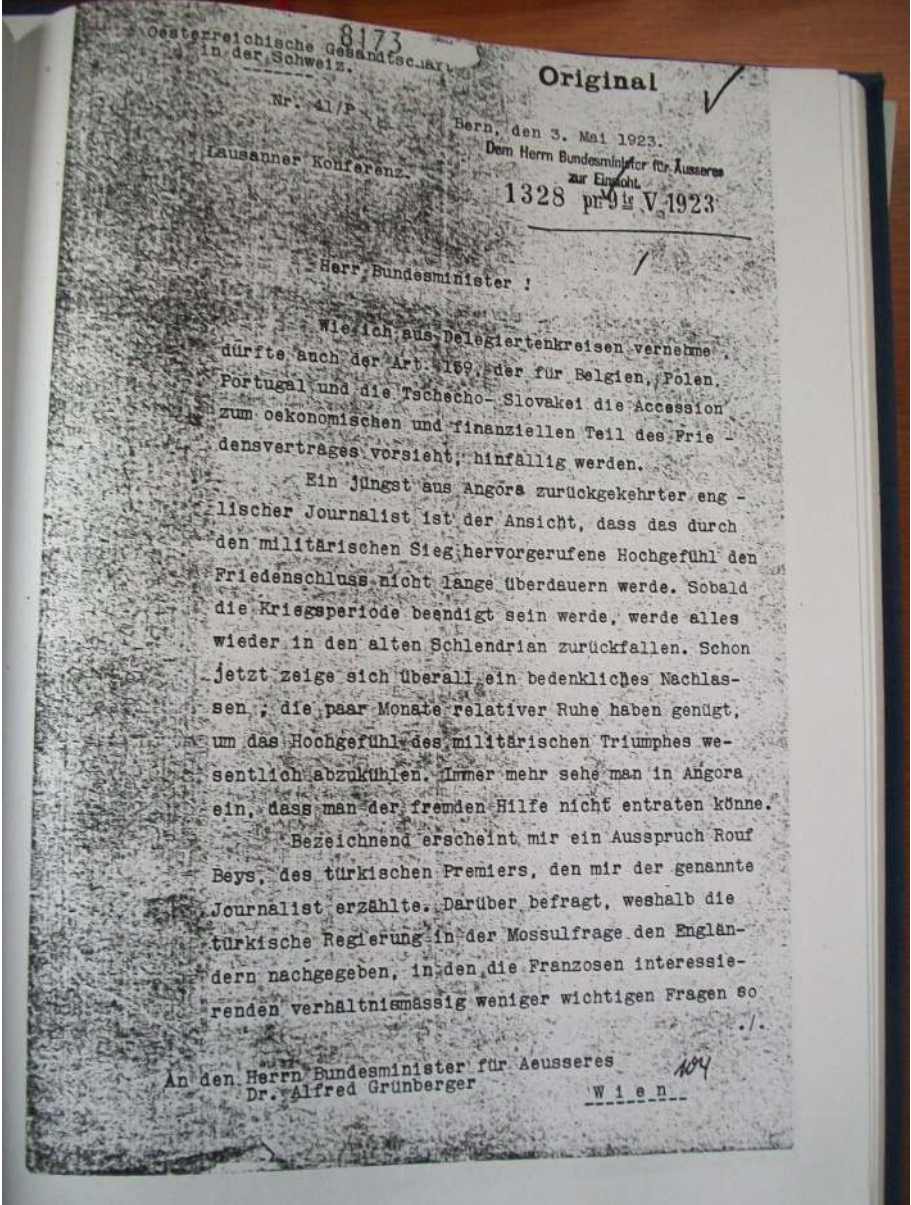 8173
Oesterreichische Gesandtschaft
in der Schweiz.
Original
Nr. 41/P
Bern, den 3. Mai 1923.
Dem Herrn Bundesminister für Äusseres
zur Einsicht.
Lausanner Konferenz.
1328 pr 9 V 1923
Herr Bundesminister !
Wie ich aus Delegiertenkreisen vernehme ,
dürfte auch der Art. 159, der für Belgien, Polen,
Portugal und die Tschecho- Slovakei die Accession
zum oekonomischen und finanziellen Teil des Frie -
densvertrages vorsieht, hinfällig werden.
Ein jüngst aus Angora zurückgekehrter eng -
lischer Journalist ist der Ansicht, dass das durch
den militärischen Sieg hervorgerufene Hochgefühl den
Friedenschluss nicht lange überdauern werde. Sobald
die Kriegsperiode beendigt sein werde, werde alles
wieder in den alten Schlendrian zurückfallen. Schon
jetzt zeige sich überall ein bedenkliches Nachlas-
sen ; die paar Monate relativer Ruhe haben genügt,
um das Hochgefühl des militärischen Triumphes we-
sentlich abzukühlen. Immer mehr sehe man in Angora
ein, dass man der fremden Hilfe nicht entraten könne.
Bezeichnend erscheint mir ein Ausspruch Rouf
Beys, des türkischen Premiers, den mir der genannte
Journalist erzählte. Darüber befragt, weshalb die
türkische Regierung in der Mossulfrage den Englän-
dern nachgegeben, in den die Franzosen interessie-
renden verhältnismässig weniger wichtigen Fragen so
./.
An den Herrn Bundesminister für Aeusseres
Dr. Alfred Grünberger
104
W i e n